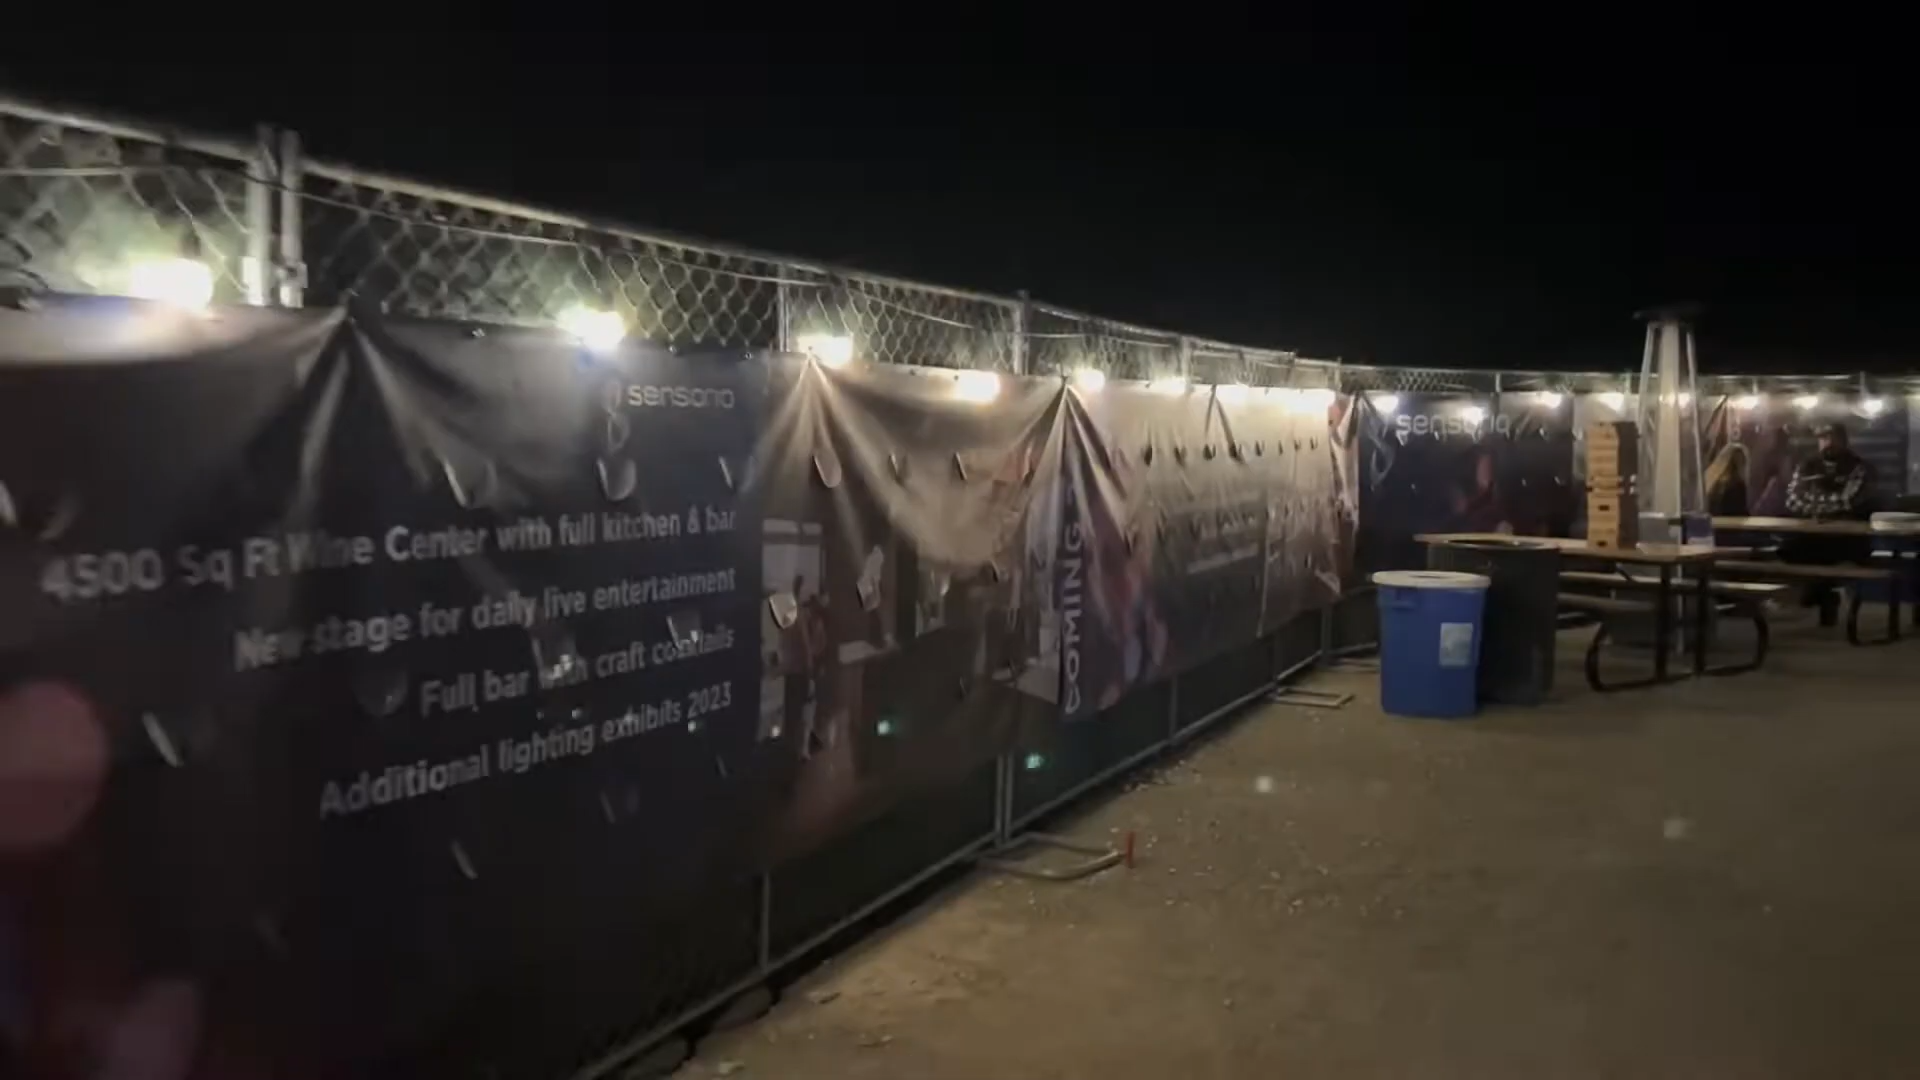 sensorio
4500 Sq Ft Wine Center with full kitchen & bar
New stage for daily live entertainment
Full bar with craft cocktails
Additional lighting exhibits 2023
COMING
sensorio